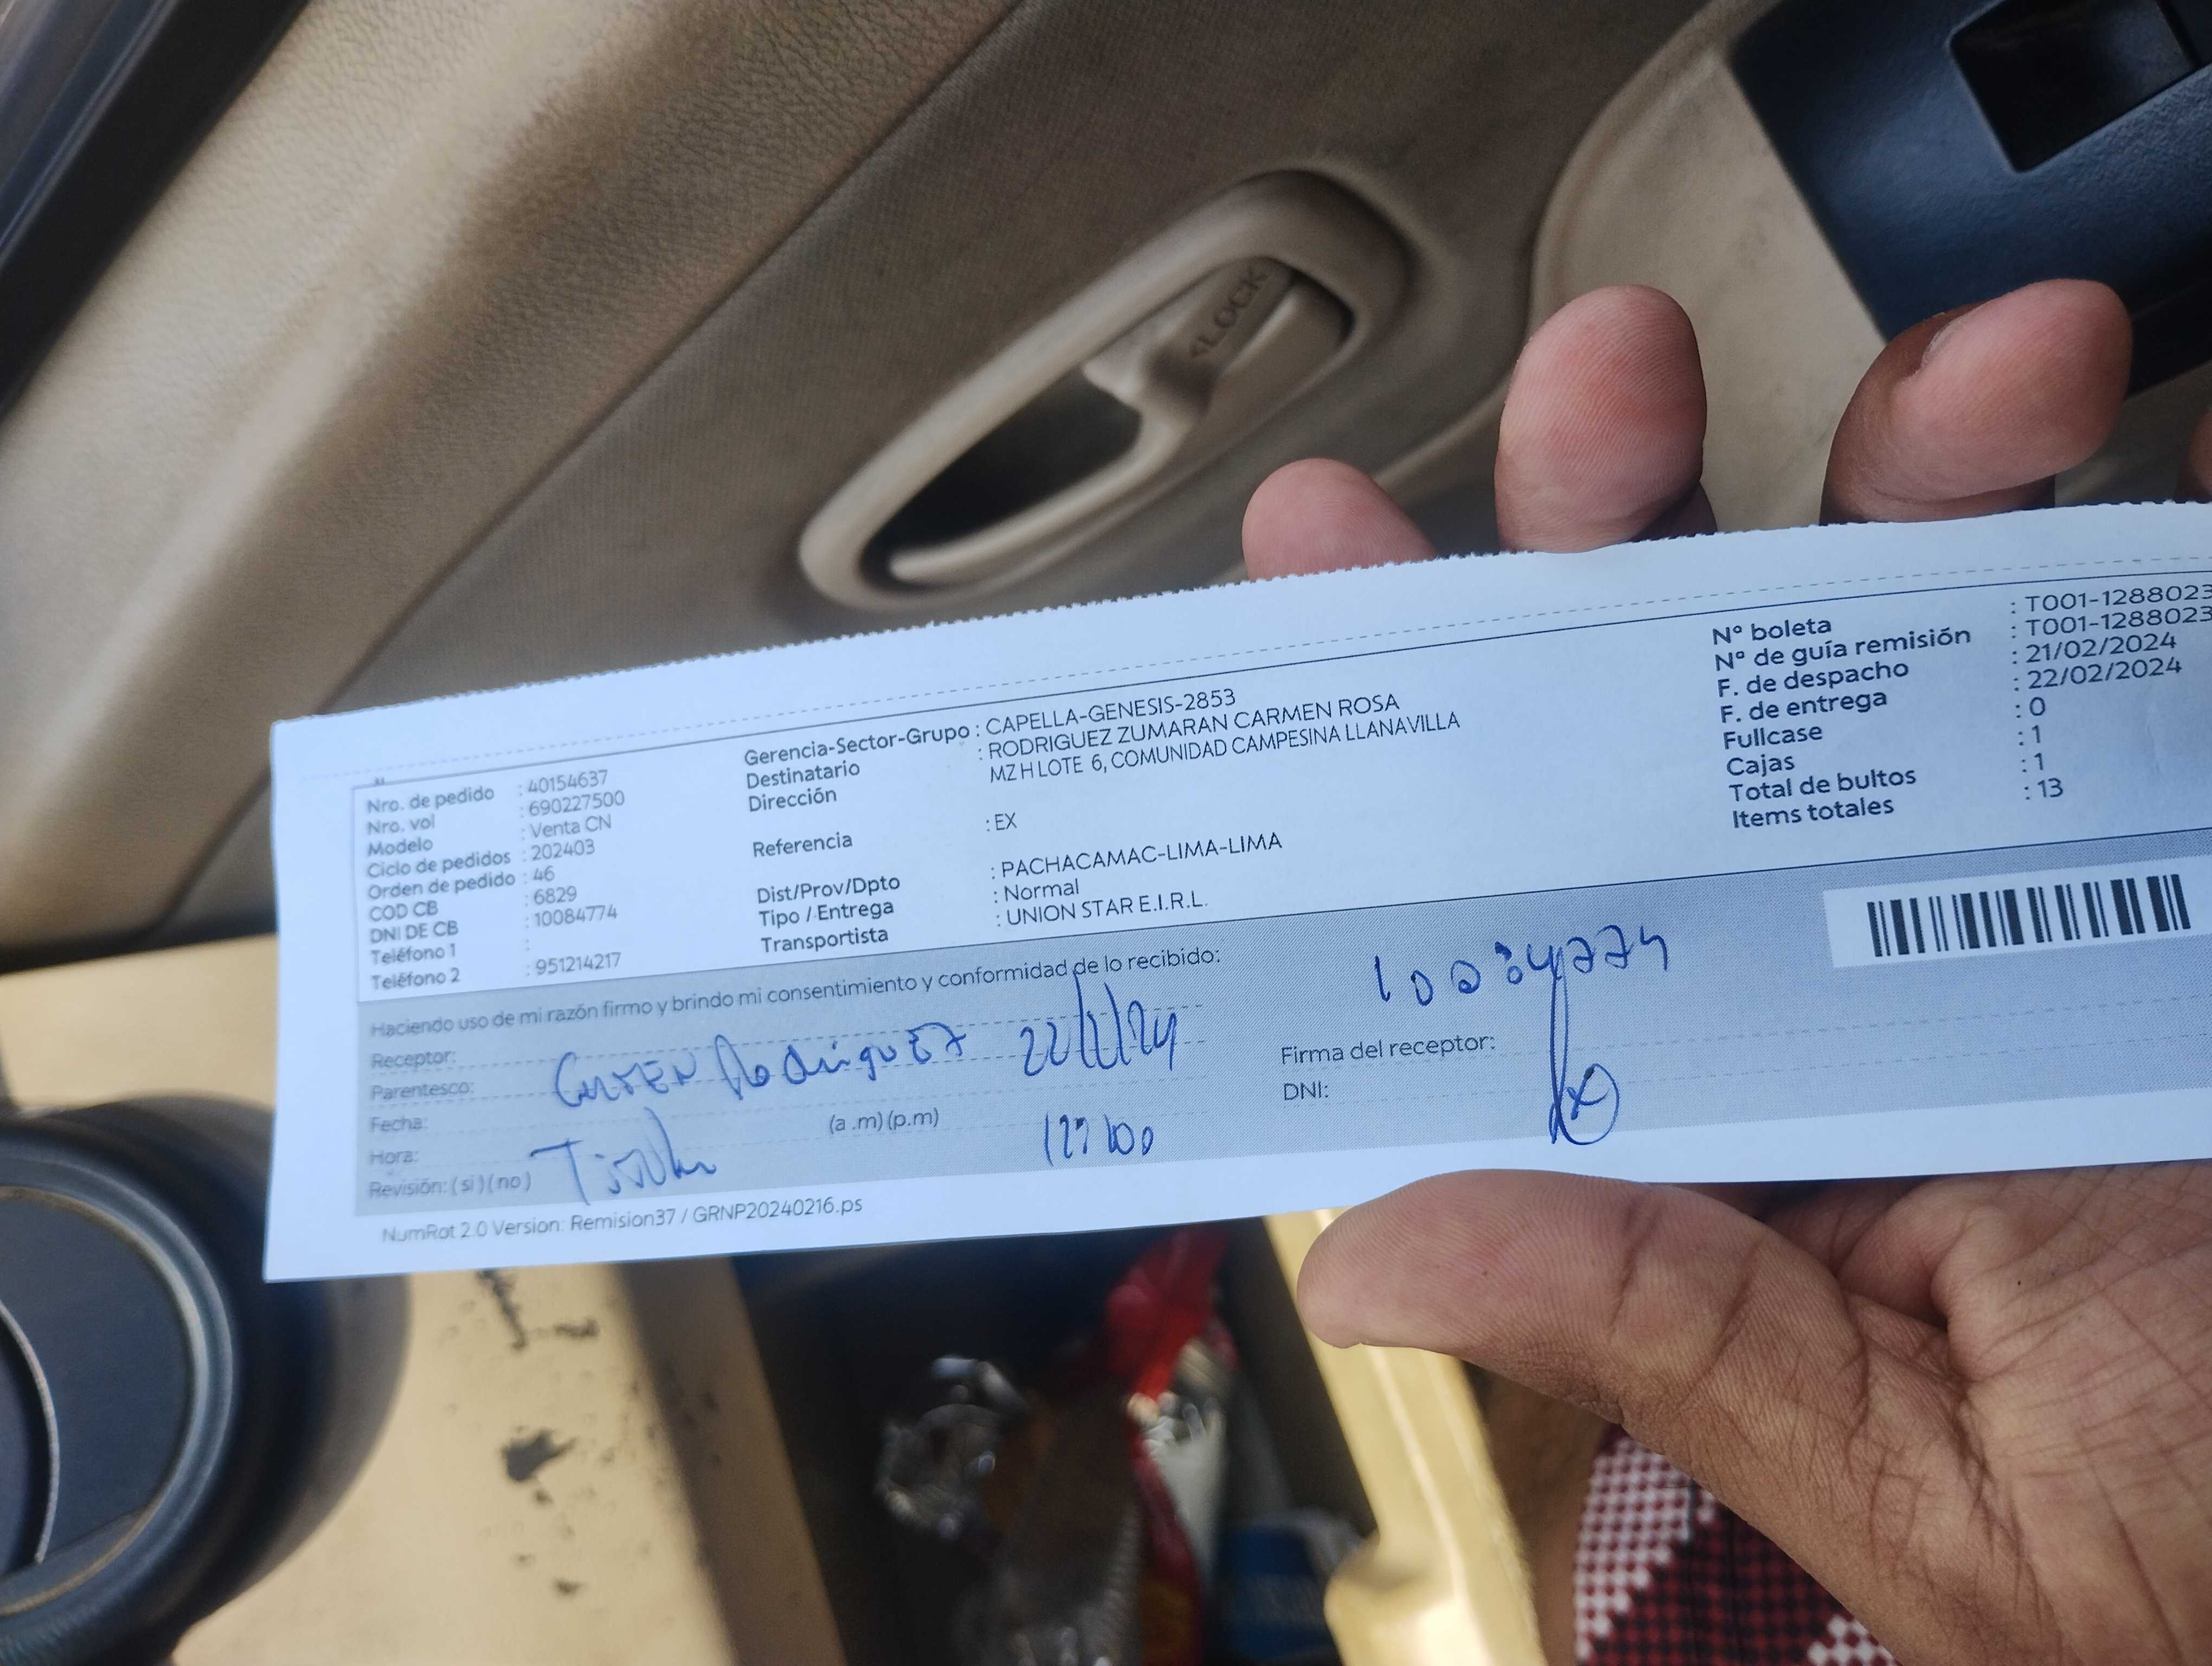 <LOCK
Nro. de pedido : 40154637
Nro. vol : 690227500
Modelo : Venta CN
Ciclo de pedidos : 202403
Orden de pedido : 46
COD CB : 6829
DNI DE CB : 10084774
Teléfono 1 :
Teléfono 2 : 951214217
Gerencia-Sector-Grupo : CAPELLA-GENESIS-2853
Destinatario : RODRIGUEZ ZUMARAN CARMEN ROSA
Dirección MZ H LOTE 6, COMUNIDAD CAMPESINA LLANAVILLA
Referencia : EX
Dist/Prov/Dpto : PACHACAMAC-LIMA-LIMA
Tipo / Entrega : Normal
Transportista : UNION STAR E.I.R.L.
N° boleta : T001-1288023
N° de guía remisión : T001-1288023
F. de despacho : 21/02/2024
F. de entrega : 22/02/2024
Fullcase : 0
Cajas : 1
Total de bultos : 1
Items totales : 13
Haciendo uso de mi razón firmo y brindo mi consentimiento y conformidad de lo recibido:
Receptor:
Parentesco:
Fecha:
Hora: (a.m)(p.m)
Revisión: (si)(no)
Rodriguez
Firma del receptor:
DNI:
NumRot 2.0 Version: Remision37 / GRNP20240216.ps